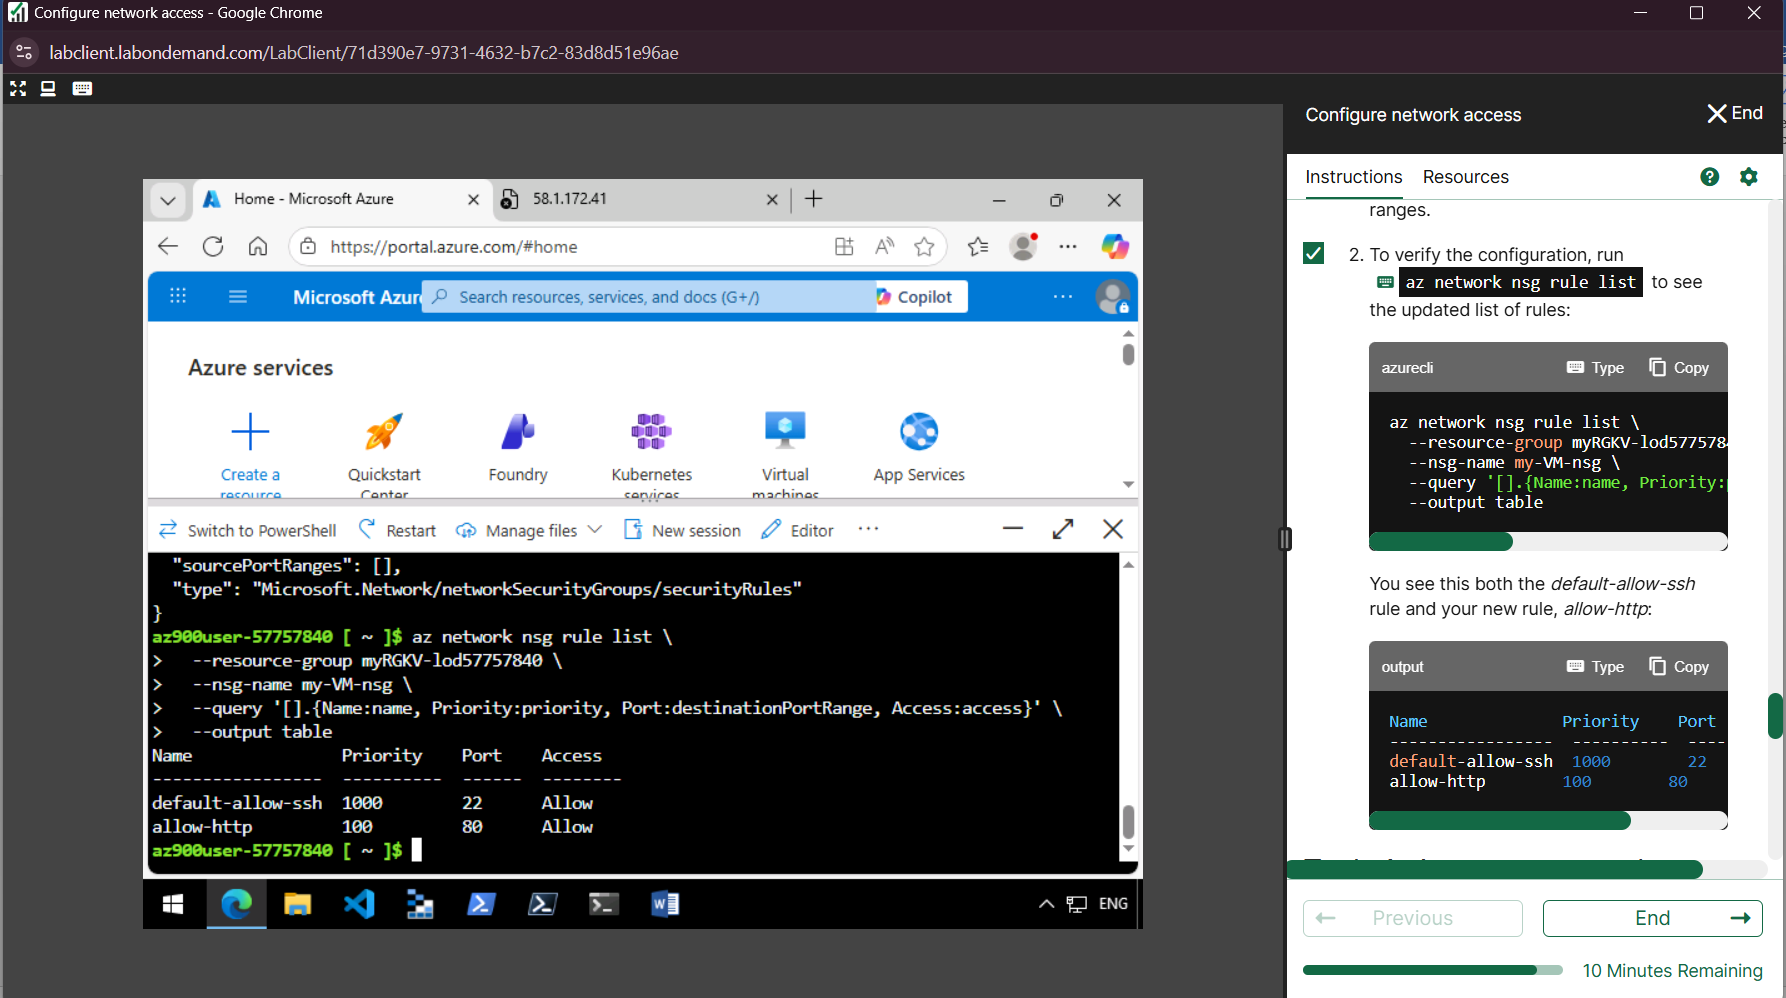 Configure network access - Google Chrome
labclient.labondemand.com/LabClient/71d390e7-9731-4632-b7c2-83d8d51e96ae
Home - Microsoft Azure
58.1.172.41
https://portal.azure.com/#home
Microsoft Azur
Search resources, services, and docs (G+/)
Copilot
Azure services
Create a resource
Quickstart Center
Foundry
Kubernetes services
Virtual machines
App Services
Switch to PowerShell
Restart
Manage files
New session
Editor
"sourcePortRanges": [],
"type": "Microsoft.Network/networkSecurityGroups/securityRules"
}
az900user-57757840 [ ~ ]$ az network nsg rule list \
>   --resource-group myRGKV-lod57757840 \
>   --nsg-name my-VM-nsg \
>   --query '[].{Name:name, Priority:priority, Port:destinationPortRange, Access:access}' \
>   --output table
Name Priority Port Access
----------------- ---------- ------ --------
default-allow-ssh 1000 22 Allow
allow-http 100 80 Allow
az900user-57757840 [ ~ ]$
ENG
Configure network access
End
Instructions
Resources
ranges.
2. To verify the configuration, run
az network nsg rule list to see
the updated list of rules:
azurecli
Type
Copy
az network nsg rule list \
--resource-group myRGKV-lod5775784
--nsg-name my-VM-nsg \
--query '[].{Name:name, Priority:
--output table
You see this both the default-allow-ssh
rule and your new rule, allow-http:
output
Type
Copy
Name Priority Port
----------------- ---------- ----
default-allow-ssh 1000 22
allow-http 100 80
Previous
End
10 Minutes Remaining